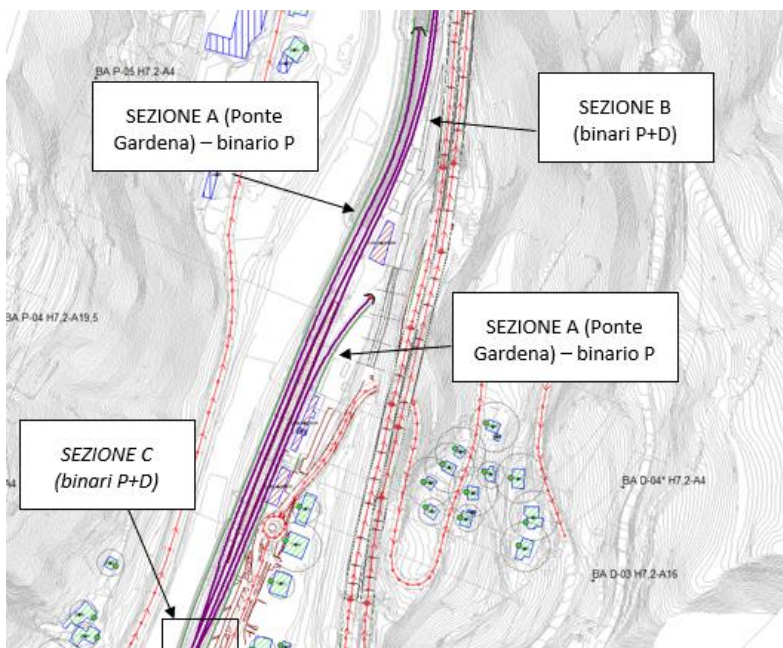 BA P-05 H7,2-A4
SEZIONE A (Ponte
Gardena) – binario P
SEZIONE B
(binari P+D)
BA P-04 H7,2-A19,5
SEZIONE A (Ponte
Gardena) – binario P
SEZIONE C
(binari P+D)
A4
BA D-04* H7,2-A4
BA D-03 H7,2-A16